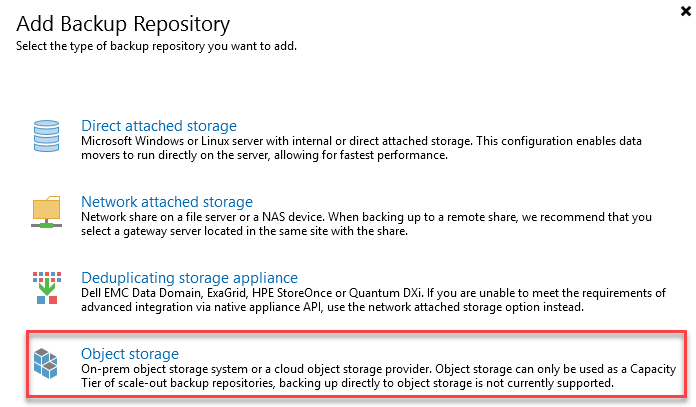 Add Backup Repository
Select the type of backup repository you want to add.
Direct attached storage
Microsoft Windows or Linux server with internal or direct attached storage. This configuration enables data
movers to run directly on the server, allowing for fastest performance.
Network attached storage
Network share on a file server or a NAS device. When backing up to a remote share, we recommend that you
select a gateway server located in the same site with the share.
Deduplicating storage appliance
Dell EMC Data Domain, ExaGrid, HPE StoreOnce or Quantum DXi. If you are unable to meet the requirements of
advanced integration via native appliance API, use the network attached storage option instead.
Object storage
On-prem object storage system or a cloud object storage provider. Object storage can only be used as a Capacity
Tier of scale-out backup repositories, backing up directly to object storage is not currently supported.